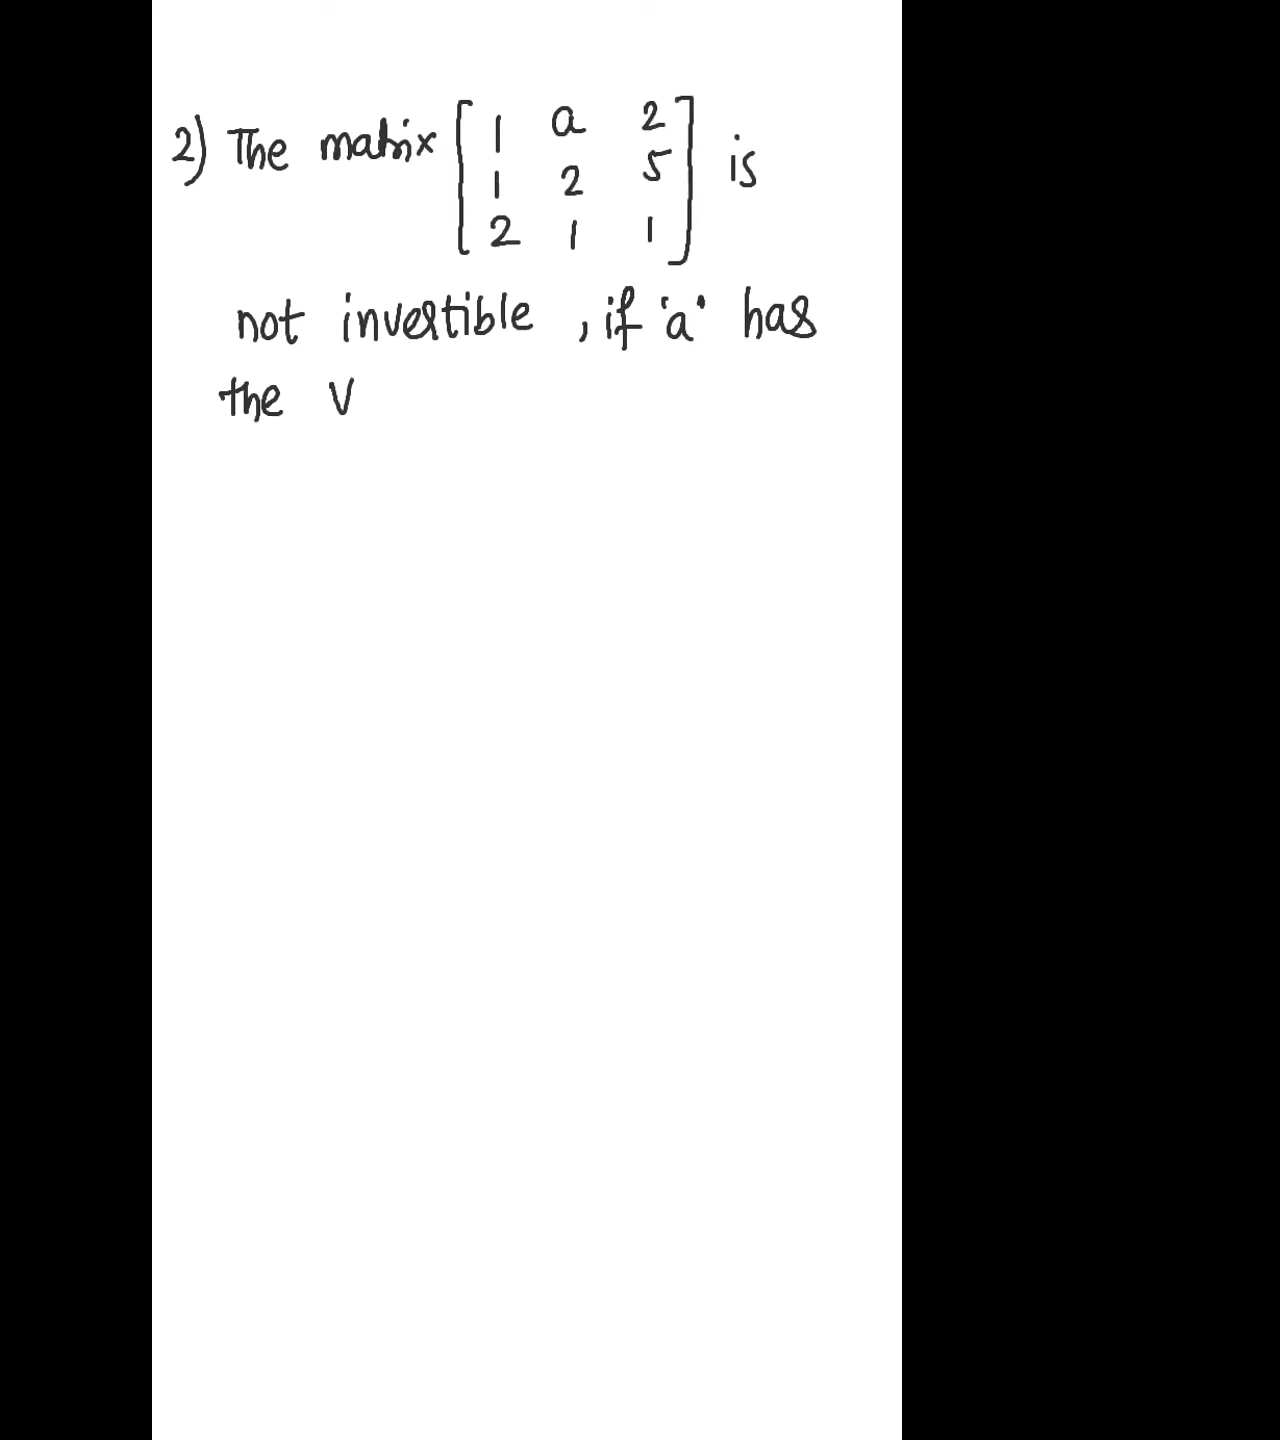 2) The matrix [1 a 2
1 2 5
2 1 1] is
not invertible, if 'a' has
the v